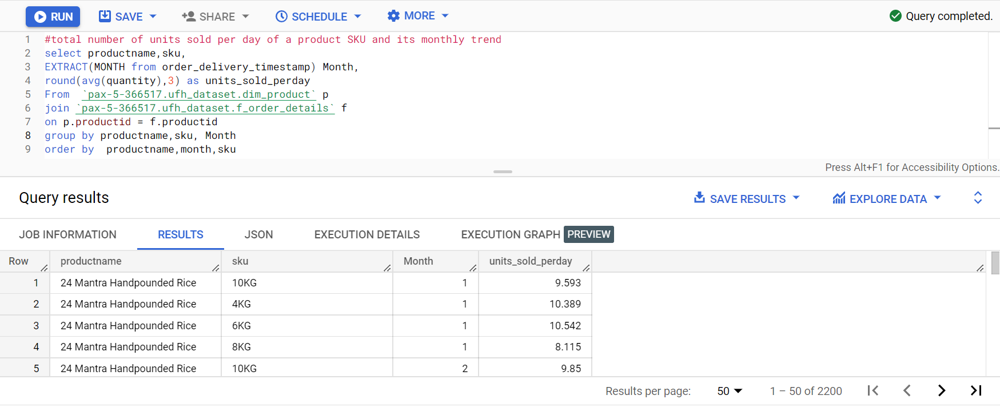 RUN SAVE SHARE SCHEDULE MORE Query completed.
1 #total number of units sold per day of a product SKU and its monthly trend
2 select productname,sku,
3 EXTRACT(MONTH from order_delivery_timestamp) Month,
4 round(avg(quantity),3) as units_sold_perday
5 From `pax-5-366517.ufh_dataset.dim_product` p
6 join `pax-5-366517.ufh_dataset.f_order_details` f
7 on p.productid = f.productid
8 group by productname,sku, Month
9 order by productname,month,sku
Press Alt+F1 for Accessibility Options.
Query results SAVE RESULTS EXPLORE DATA
JOB INFORMATION RESULTS JSON EXECUTION DETAILS EXECUTION GRAPH PREVIEW
Row productname sku Month units_sold_perday
1 24 Mantra Handpounded Rice 10KG 1 9.593
2 24 Mantra Handpounded Rice 4KG 1 10.389
3 24 Mantra Handpounded Rice 6KG 1 10.542
4 24 Mantra Handpounded Rice 8KG 1 8.115
5 24 Mantra Handpounded Rice 10KG 2 9.85
Results per page: 50 1 – 50 of 2200